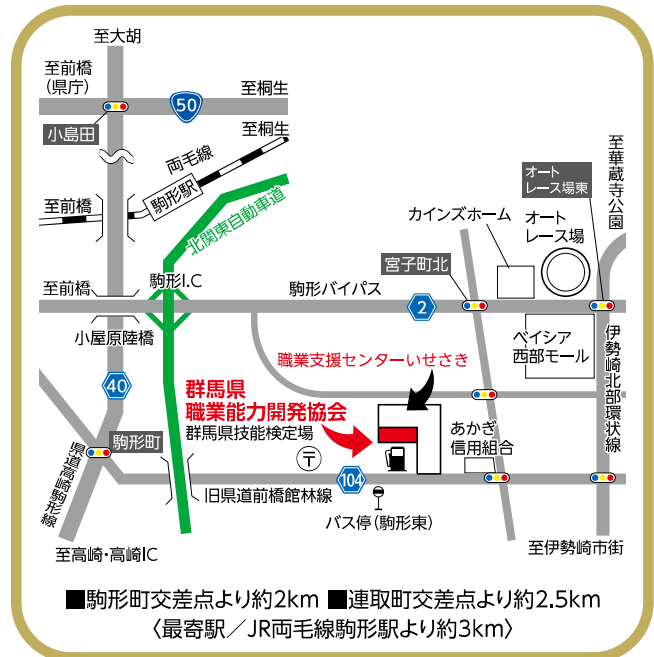 至大胡
至前橋
(県庁)
至桐生
50
小島田
至桐生
両毛線
駒形駅
至前橋
北関東自動車道
至華蔵寺公園
オート
レース場東
カインズホーム
オート
レース場
宮子町北
駒形I.C
至前橋
駒形バイパス
2
小屋原陸橋
ベイシア
西部モール
伊勢崎北部環状線
職業支援センターいせさき
40
群馬県
職業能力開発協会
群馬県技能検定場
あかぎ
信用組合
駒形町
〒
104
県道高崎駒形線
旧県道前橋館林線
バス停(駒形東)
至高崎・高崎IC
至伊勢崎市街
■駒形町交差点より約2km ■連取町交差点より約2.5km
〈最寄駅/JR両毛線駒形駅より約3km〉